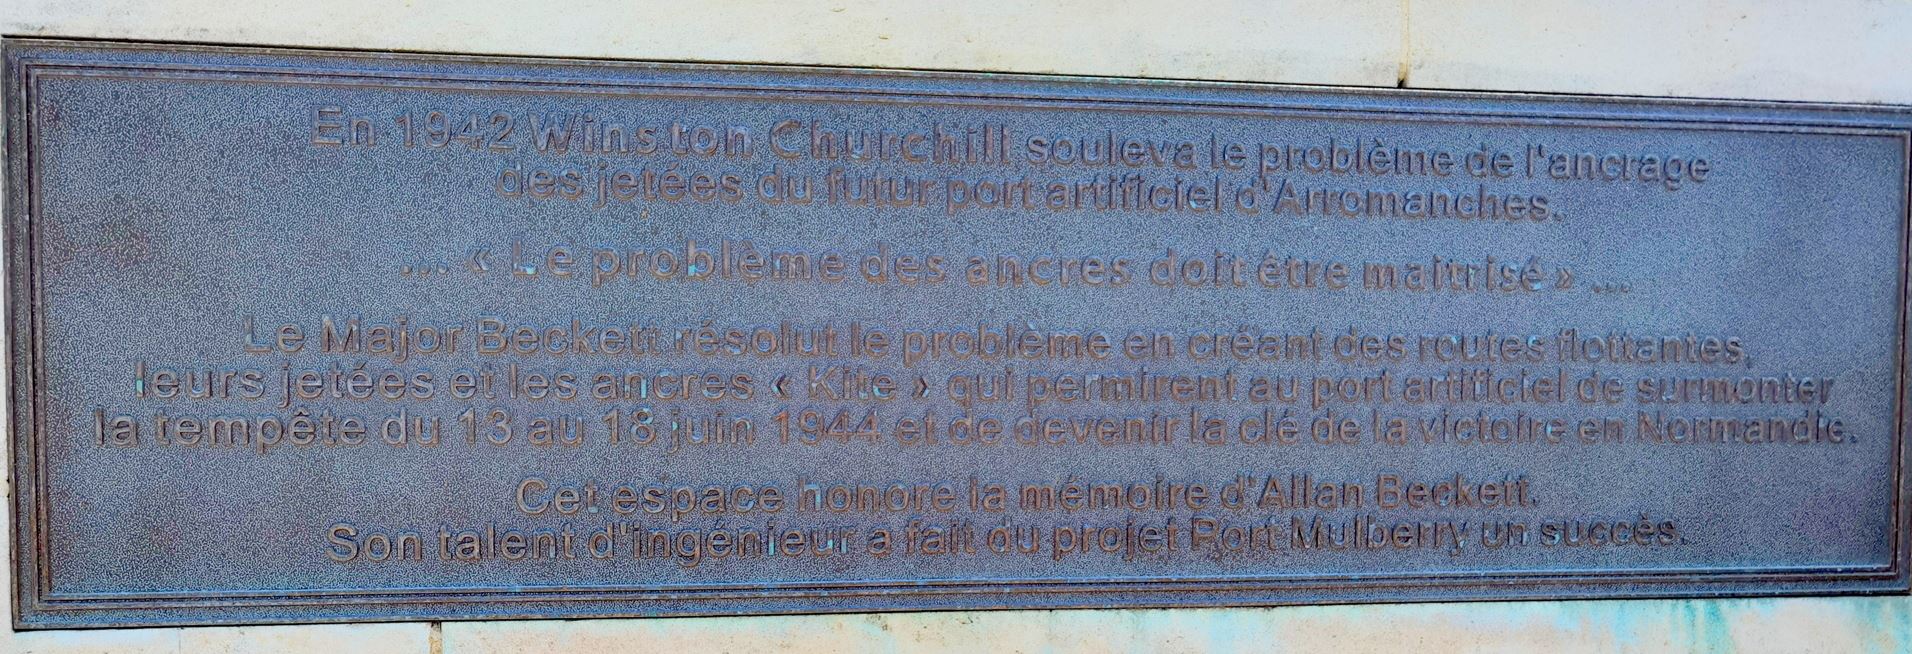 En 1942 Winston Churchill souleva le problème de l'ancrage
des jetées du futur port artificiel d'Arromanches.
... « Le problème des ancres doit être maitrisé » ...
Le Major Beckett résolut le problème en créant des routes flottantes,
leurs jetées et les ancres « Kite » qui permirent au port artificiel de surmonter
la tempête du 13 au 18 juin 1944 et de devenir la clé de la victoire en Normandie.
Cet espace honore la mémoire d'Allan Beckett.
Son talent d'ingénieur a fait du projet Port Mulberry un succès.